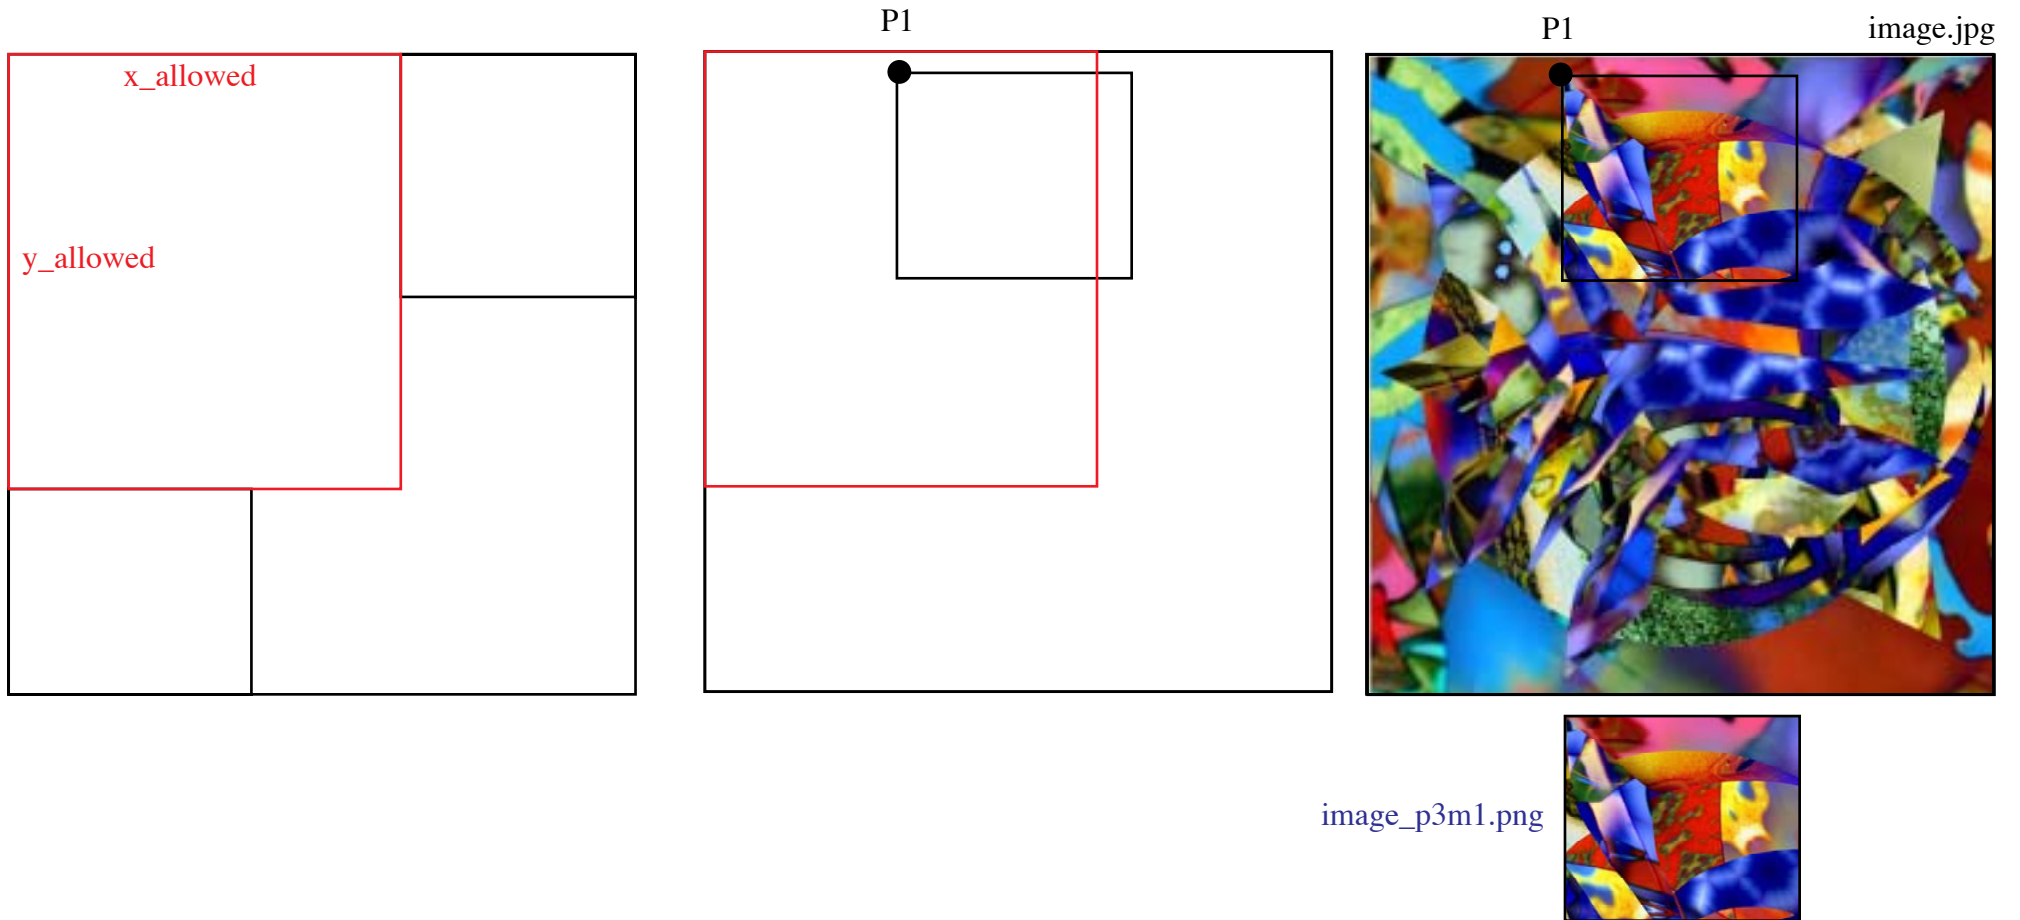 P1
P1
image.jpg
x_allowed
y_allowed
image_p3m1.png